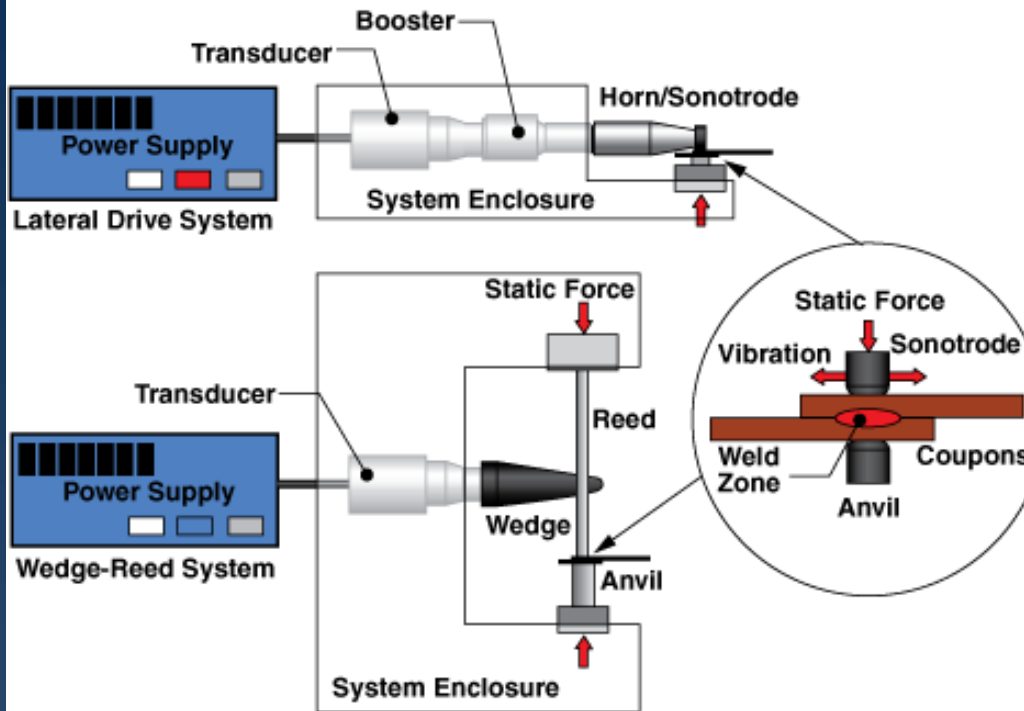 Booster
Transducer
Horn/Sonotrode
Power Supply
System Enclosure
Lateral Drive System
Static Force
Transducer
Reed
Power Supply
Wedge
Wedge-Reed System
Anvil
System Enclosure
Static Force
Vibration
Sonotrode
Weld
Zone
Coupons
Anvil